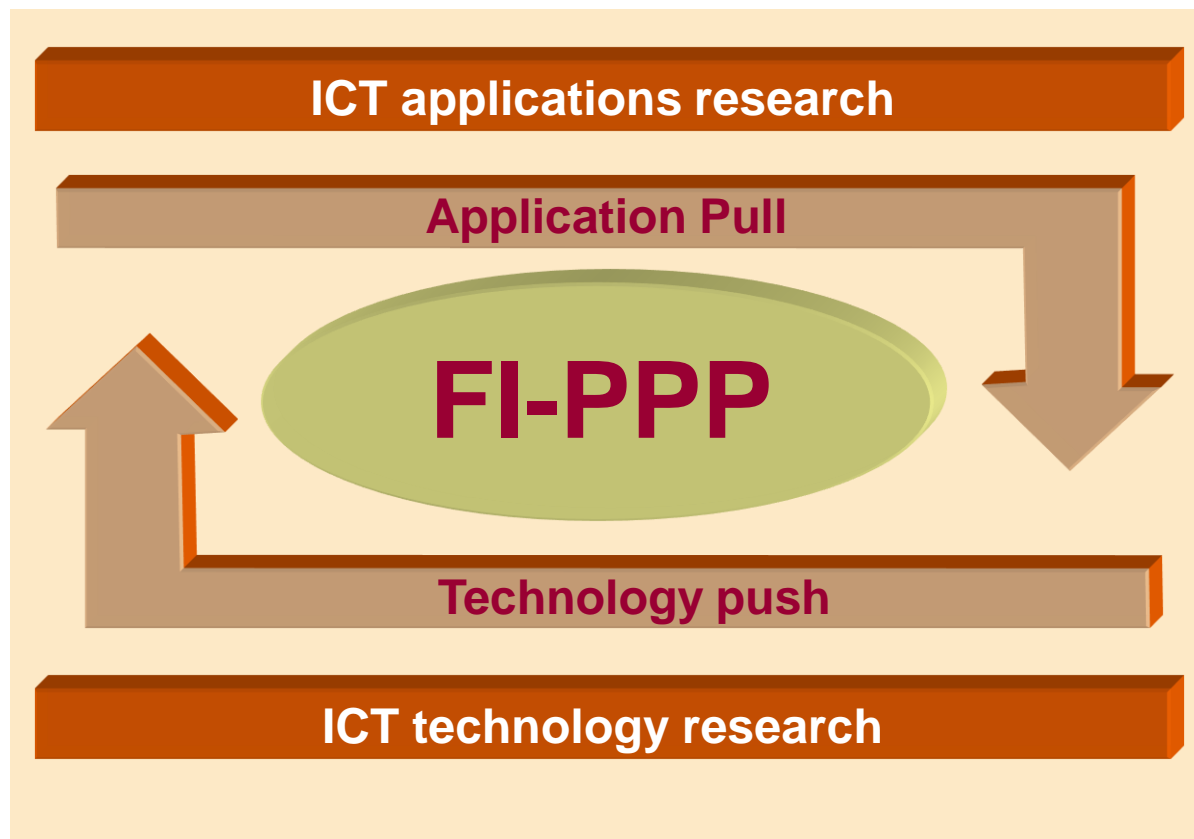 ICT applications research
Application Pull
FI-PPP
Technology push
ICT technology research